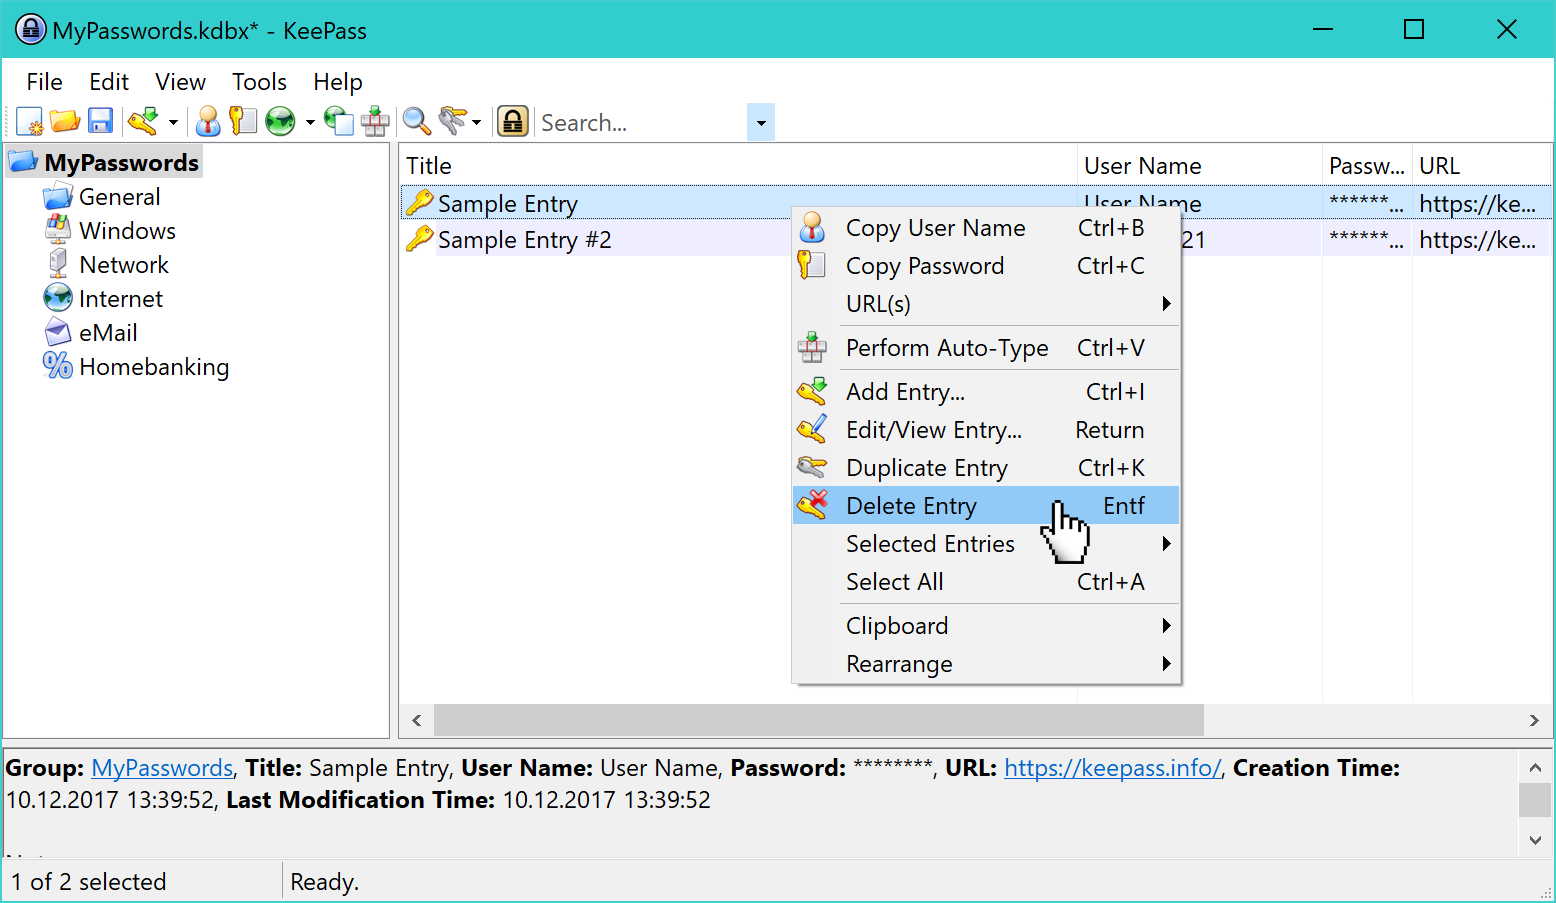 MyPasswords.kdbx* - KeePass
File Edit View Tools Help
Search...
MyPasswords
General
Windows
Network
Internet
eMail
Homebanking
Title User Name Passw... URL
Sample Entry User Name ******... https://ke...
Sample Entry #2 21 ******... https://ke...
Copy User Name Ctrl+B
Copy Password Ctrl+C
URL(s)
Perform Auto-Type Ctrl+V
Add Entry... Ctrl+I
Edit/View Entry... Return
Duplicate Entry Ctrl+K
Delete Entry Entf
Selected Entries
Select All Ctrl+A
Clipboard
Rearrange
Group: MyPasswords, Title: Sample Entry, User Name: User Name, Password: ********, URL: https://keepass.info/, Creation Time:
10.12.2017 13:39:52, Last Modification Time: 10.12.2017 13:39:52
1 of 2 selected Ready.